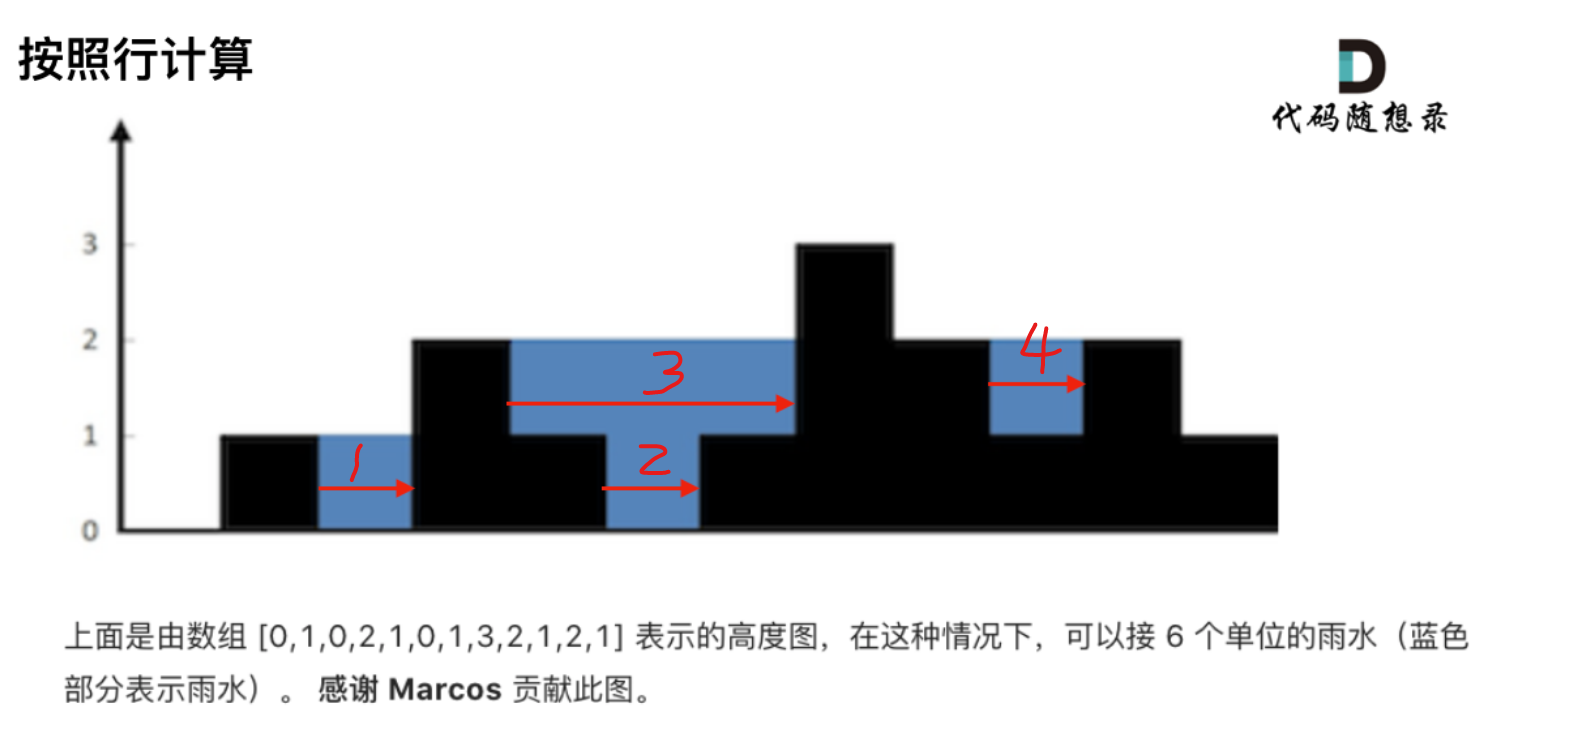 按照行计算
代码随想录
3
2
1
0
1
2
3
4
上面是由数组 [0,1,0,2,1,0,1,3,2,1,2,1] 表示的高度图，在这种情况下，可以接 6 个单位的雨水（蓝色
部分表示雨水）。 感谢 Marcos 贡献此图。